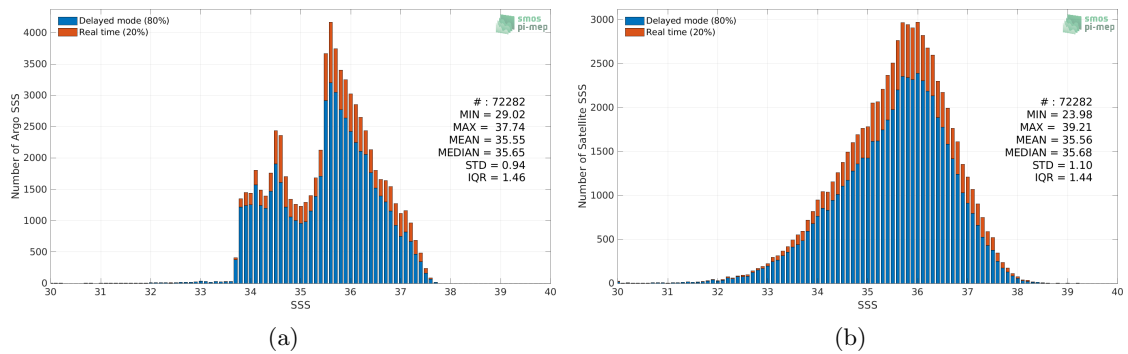 Delayed mode (80%)
Real time (20%)
smos
pi-mep
# : 72282
MIN = 29.02
MAX = 37.74
MEAN = 35.55
MEDIAN = 35.65
STD = 0.94
IQR = 1.46
Number of Argo SSS
4000
3500
3000
2500
2000
1500
1000
500
0
30 31 32 33 34 35 36 37 38 39 40
SSS
(a)
Delayed mode (80%)
Real time (20%)
smos
pi-mep
# : 72282
MIN = 23.98
MAX = 39.21
MEAN = 35.56
MEDIAN = 35.68
STD = 1.10
IQR = 1.44
Number of Satellite SSS
3000
2500
2000
1500
1000
500
0
30 31 32 33 34 35 36 37 38 39 40
SSS
(b)